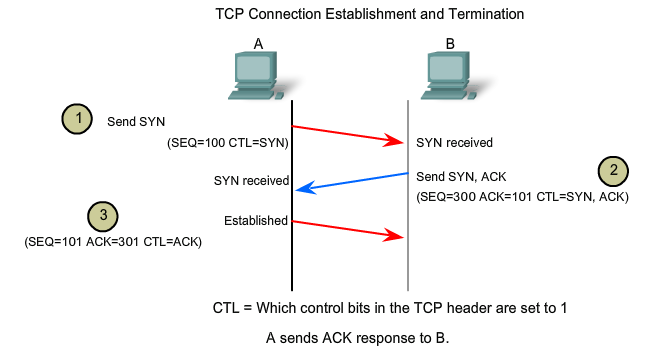 TCP Connection Establishment and Termination
A
B
1
Send SYN
(SEQ=100 CTL=SYN)
SYN received
2
Send SYN, ACK
SYN received
(SEQ=300 ACK=101 CTL=SYN, ACK)
3
Established
(SEQ=101 ACK=301 CTL=ACK)
CTL = Which control bits in the TCP header are set to 1
A sends ACK response to B.